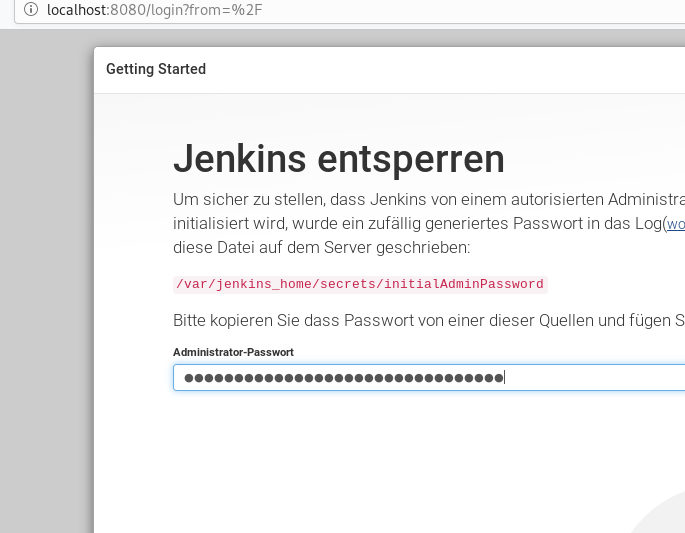 localhost:8080/login?from=%2F
Getting Started
Jenkins entsperren
Um sicher zu stellen, dass Jenkins von einem autorisierten
initialisiert wird, wurde ein zufällig generiertes Passwort in das Log(
diese Datei auf dem Server geschrieben:
/var/jenkins_home/secrets/initialAdminPassword
Bitte kopieren Sie dass Passwort von einer dieser Quellen und fügen
Administrator-Passwort
●●●●●●●●●●●●●●●●●●●●●●●●●●●●●●●●